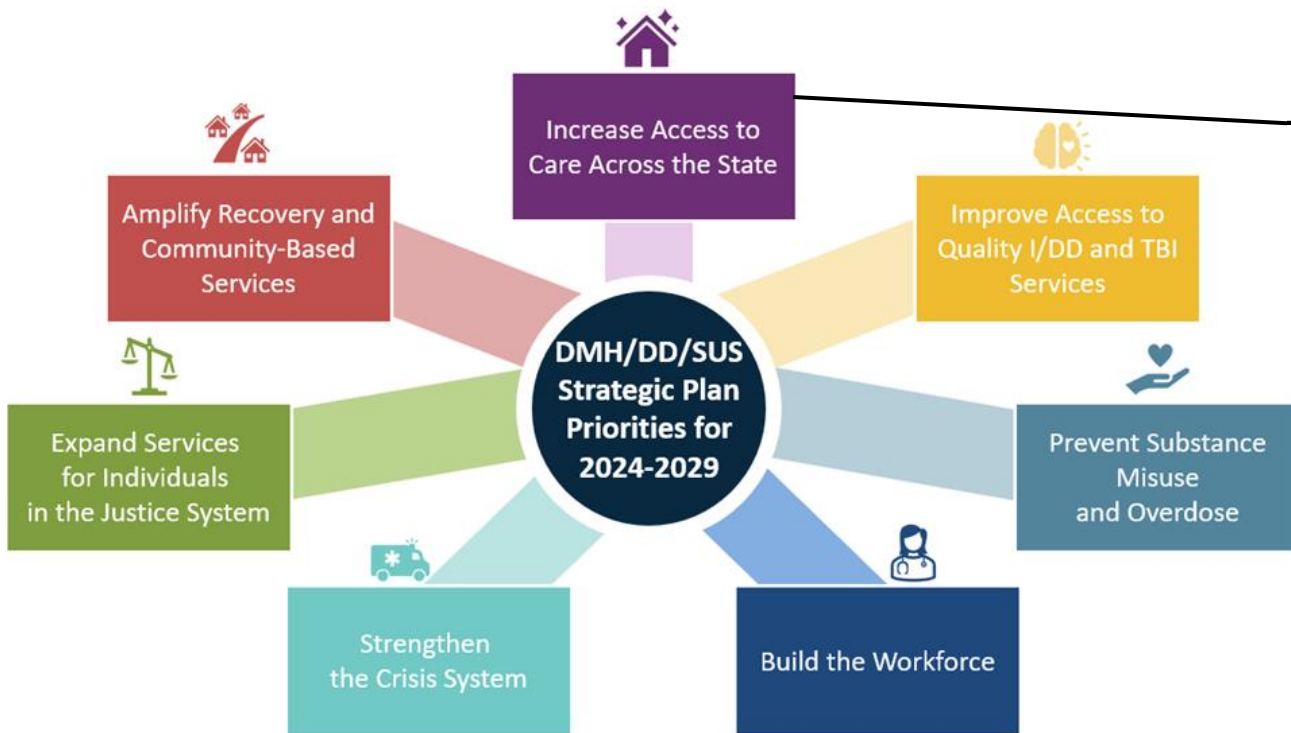 Increase Access to
Care Across the State
Improve Access to
Quality I/DD and TBI
Services
Prevent Substance
Misuse
and Overdose
Build the Workforce
Strengthen
the Crisis System
Expand Services
for Individuals
in the Justice System
Amplify Recovery and
Community-Based
Services
DMH/DD/SUS
Strategic Plan
Priorities for
2024-2029